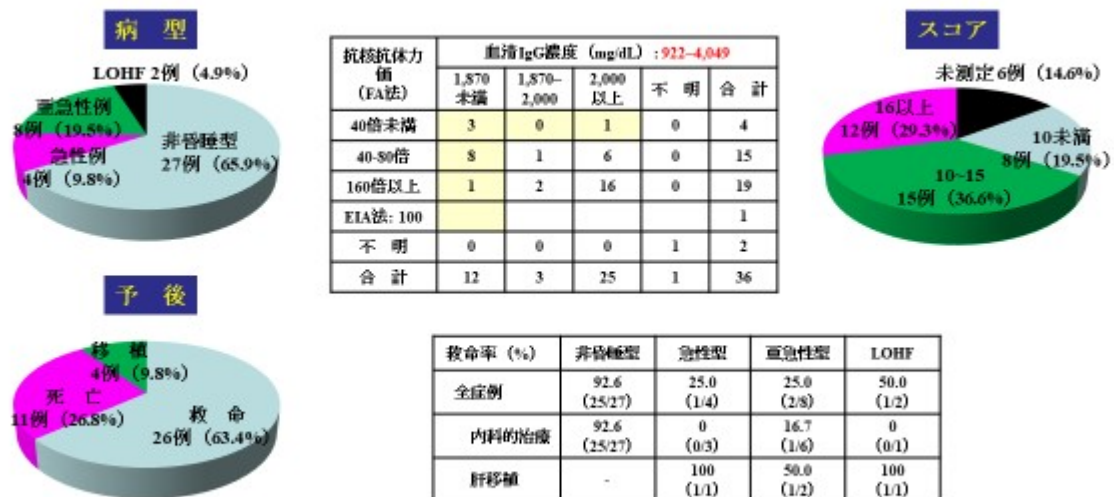 病 型
LOHF 2例（4.9%）
亜急性例
8例（19.5%）
急性例
4例（9.8%）
非昏睡型
27例（65.9%）
抗核抗体力価（FA法） 血清IgG濃度（mg/dL）:922–4,049
1,870未満 1,870–2,000 2,000以上 不 明 合 計
40倍未満 3 0 1 0 4
40-80倍 8 1 6 0 15
160倍以上 1 2 16 0 19
EIA法: 100 1
不 明 0 0 0 1 2
合 計 12 3 25 1 36
スコア
未測定 6例（14.6%）
16以上
12例（29.3%）
10未満
8例（19.5%）
10~15
15例（36.6%）
予 後
移 植
4例（9.8%）
死 亡
11例（26.8%）
救 命
26例（63.4%）
救命率（%） 非昏睡型 急性型 亜急性型 LOHF
全症例 92.6 25.0 25.0 50.0
(25/27) (1/4) (2/8) (1/2)
内科的治療 92.6 0 16.7 0
(25/27) (0/3) (1/6) (0/1)
肝移植 - 100 50.0 100
(1/1) (1/2) (1/1)